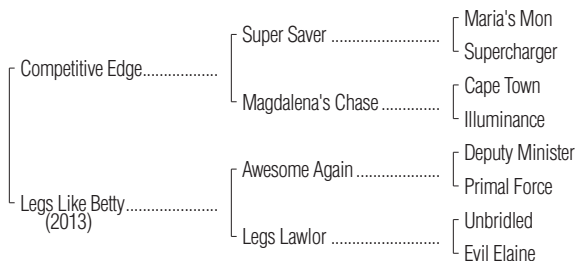 Maria's Mon
Super Saver ..........................
Supercharger
Competitive Edge..................
Cape Town
Magdalena's Chase ..............
Illuminance
Deputy Minister
Awesome Again ....................
Primal Force
Legs Like Betty......................
(2013)
Unbridled
Legs Lawlor ..........................
Evil Elaine